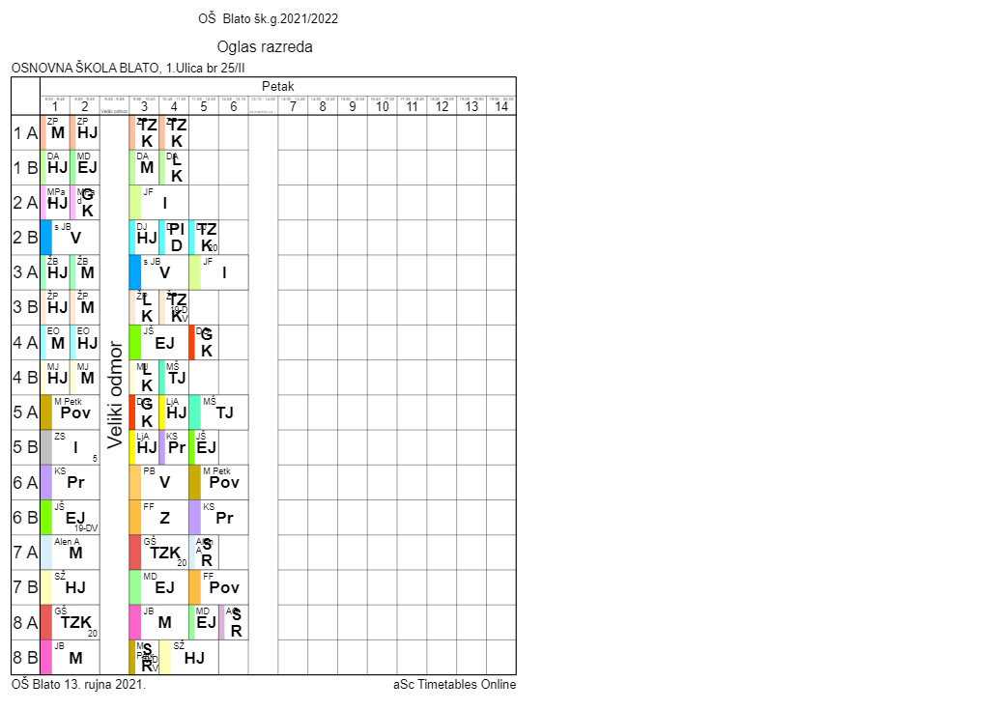 OŠ  Blato šk.g.2021/2022
Oglas razreda
OSNOVNA ŠKOLA BLATO, 1.Ulica br 25/II
Petak
1 2 Veliki odmor 3 4 5 6 7 8 9 10 11 12 13 14
Veliki odmor
1 A ZP M ZP HJ TZK TZK
1 B DA HJ MD EJ DA M DA LK
2 A MPa HJ MPa d GK JF I
2 B s JB V DJ HJ PID TZK 20
3 A ŽB HJ ŽB M s JB V JF I
3 B ŽP HJ ŽP M ŽP LK ŽP TZK 19-DV
4 A EO M EO HJ JŠ EJ GK
4 B MJ HJ MJ M MJ LK MŠ TJ
5 A M Petk Pov GK LjA HJ MŠ TJ
5 B ZS I 5 LjA HJ KS Pr JŠ EJ
6 A KS Pr PB V M Petk Pov
6 B JŠ EJ 19-DV FF Z KS Pr
7 A Alen A M GŠ TZK 20 Alen A SR
7 B SŽ HJ MD EJ FF Pov
8 A GŠ TZK 20 JB M MD EJ SR
8 B JB M SR SŽ HJ
OŠ Blato 13. rujna 2021.
aSc Timetables Online